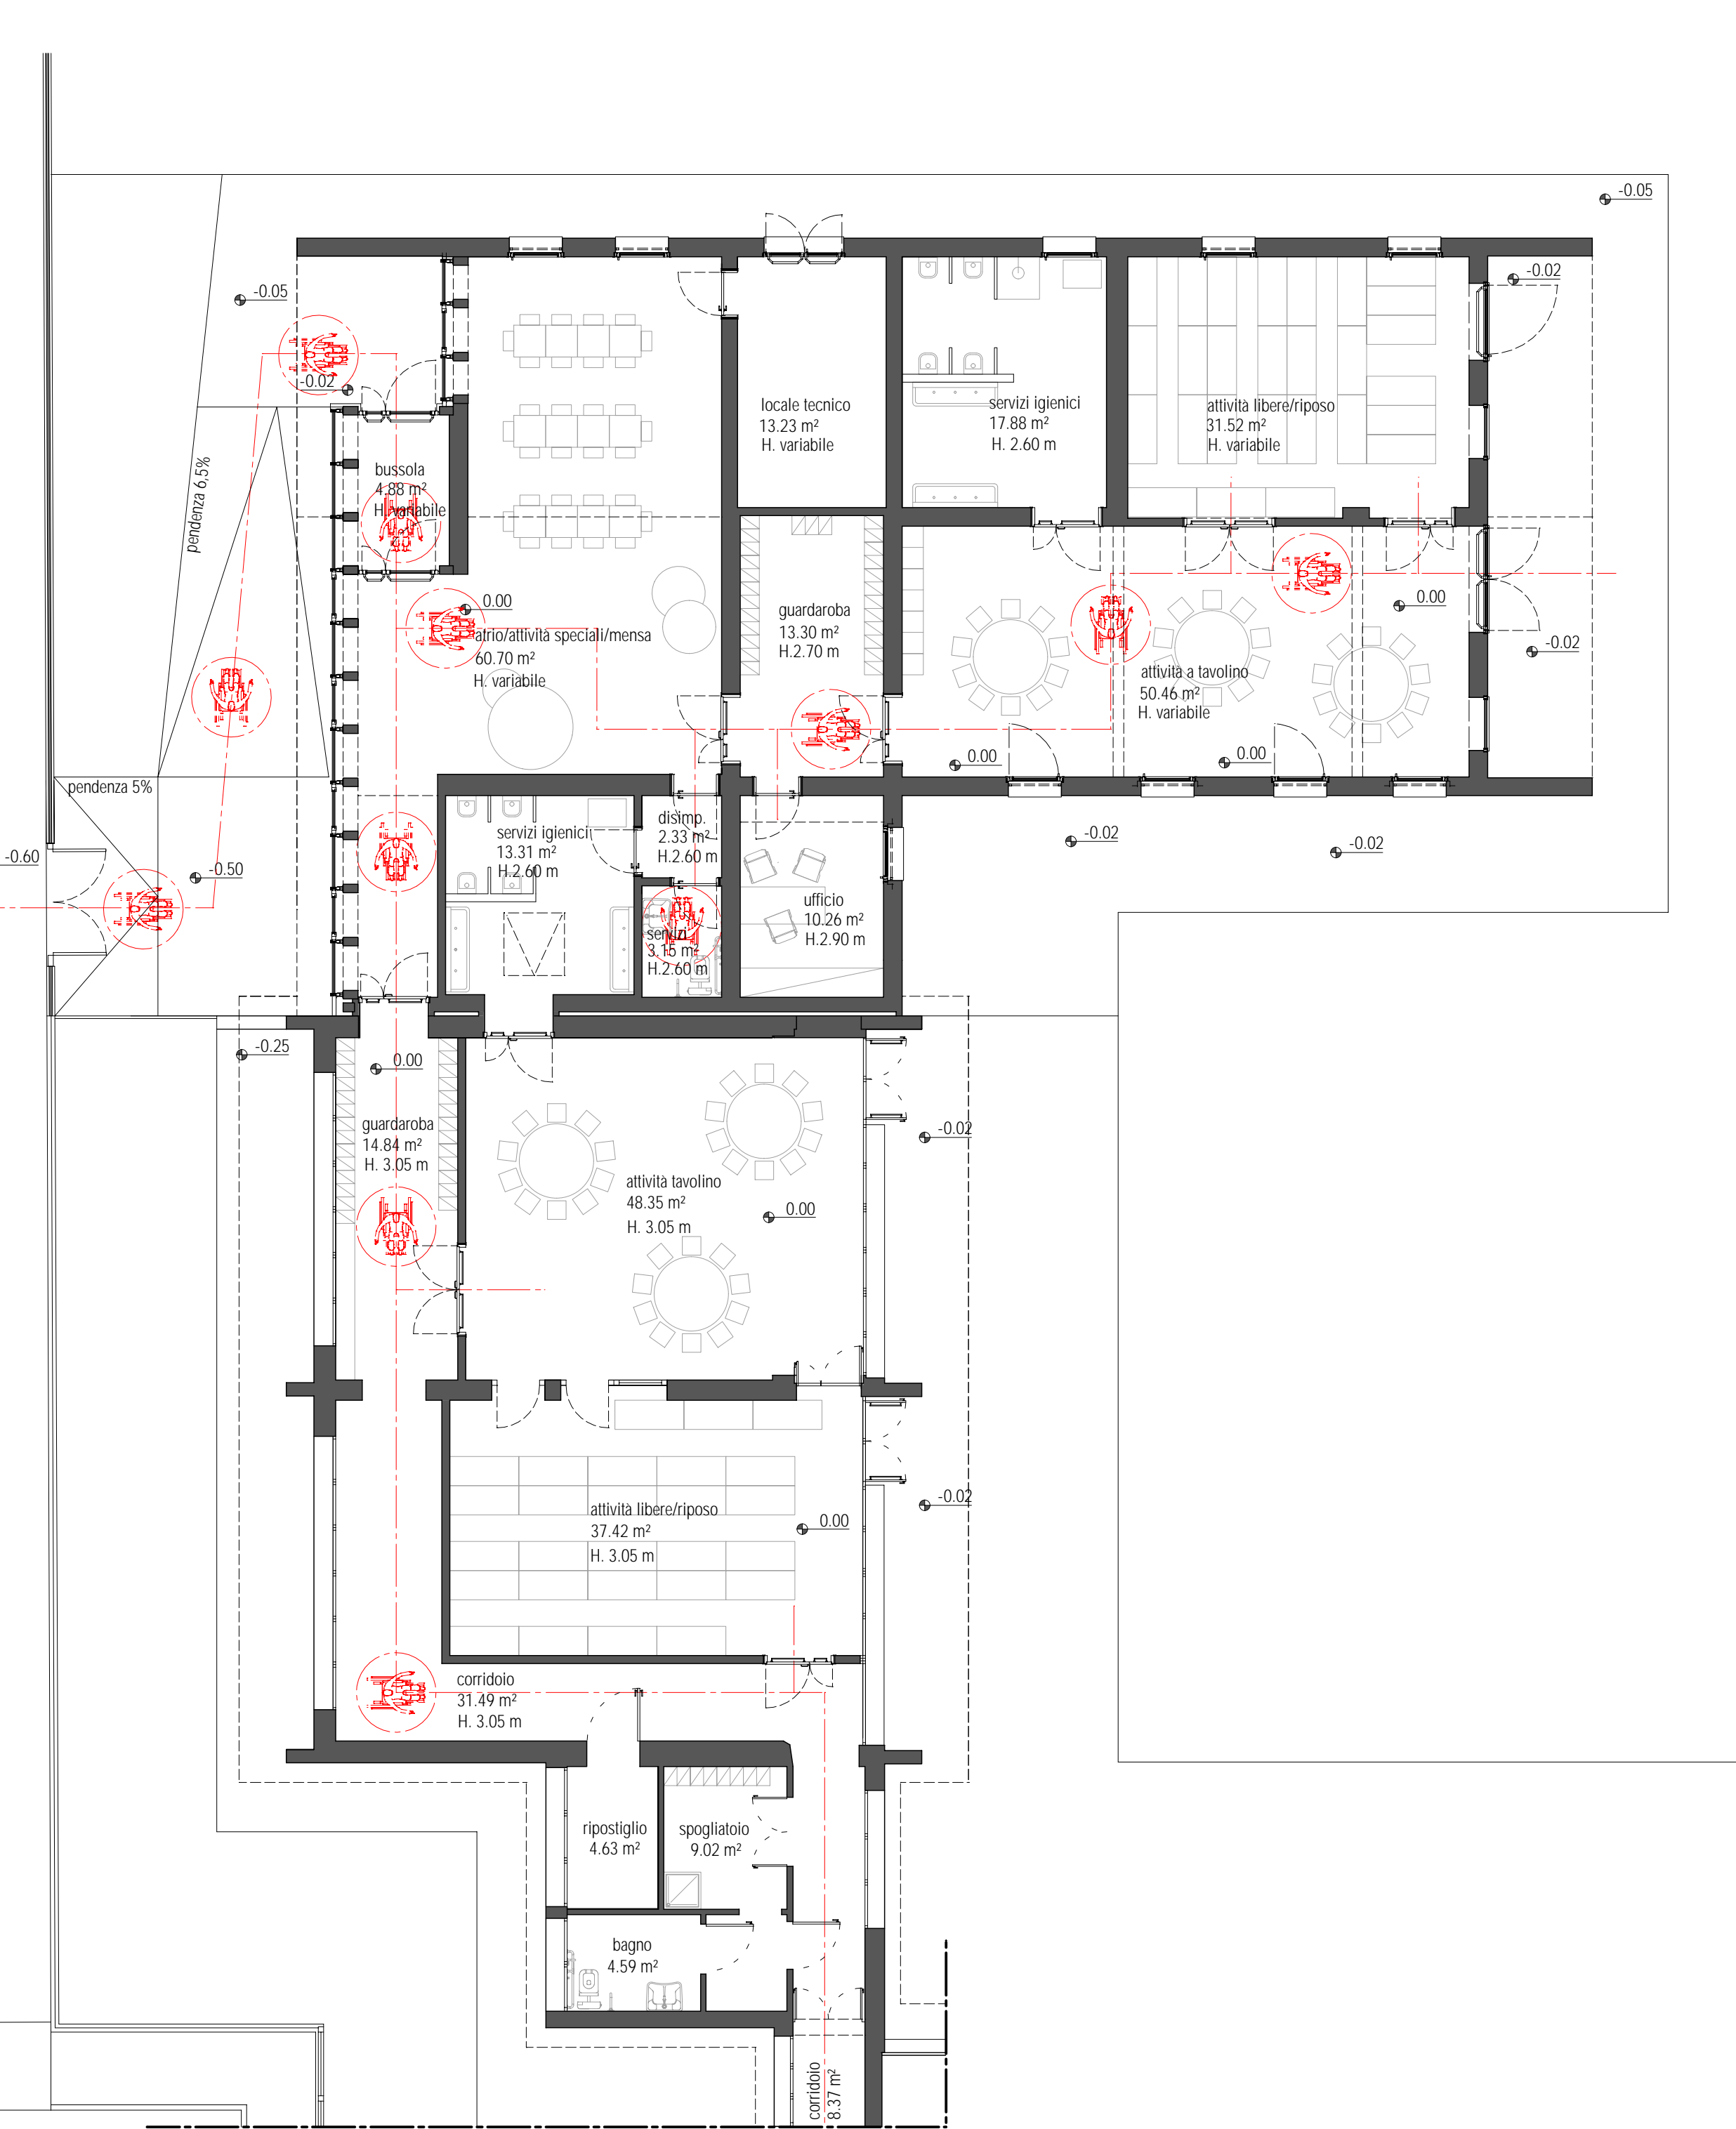 -0.05
-0.02
-0.05
-0.02
locale tecnico
13.23 m²
H. variabile
servizi igienici
17.88 m²
H. 2.60 m
attività libere/riposo
31.52 m²
H. variabile
bussola
4.88 m²
H. variabile
pendenza 6,5%
0.00
atrio/attività speciali/mensa
60.70 m²
H. variabile
guardaroba
13.30 m²
H.2.70 m
0.00
-0.02
attività a tavolino
50.46 m²
H. variabile
0.00
0.00
pendenza 5%
servizi igienici
13.31 m²
H.2.60 m
disimp.
2.33 m²
H.2.60 m
-0.02
-0.02
-0.60
-0.50
ufficio
10.26 m²
H.2.90 m
servizi
3.15 m²
H.2.60 m
-0.25
0.00
guardaroba
14.84 m²
H. 3.05 m
-0.02
attività tavolino
48.35 m²
H. 3.05 m
0.00
attività libere/riposo
37.42 m²
H. 3.05 m
0.00
-0.02
corridoio
31.49 m²
H. 3.05 m
ripostiglio
4.63 m²
spogliatoio
9.02 m²
bagno
4.59 m²
corridoio
8.37 m²